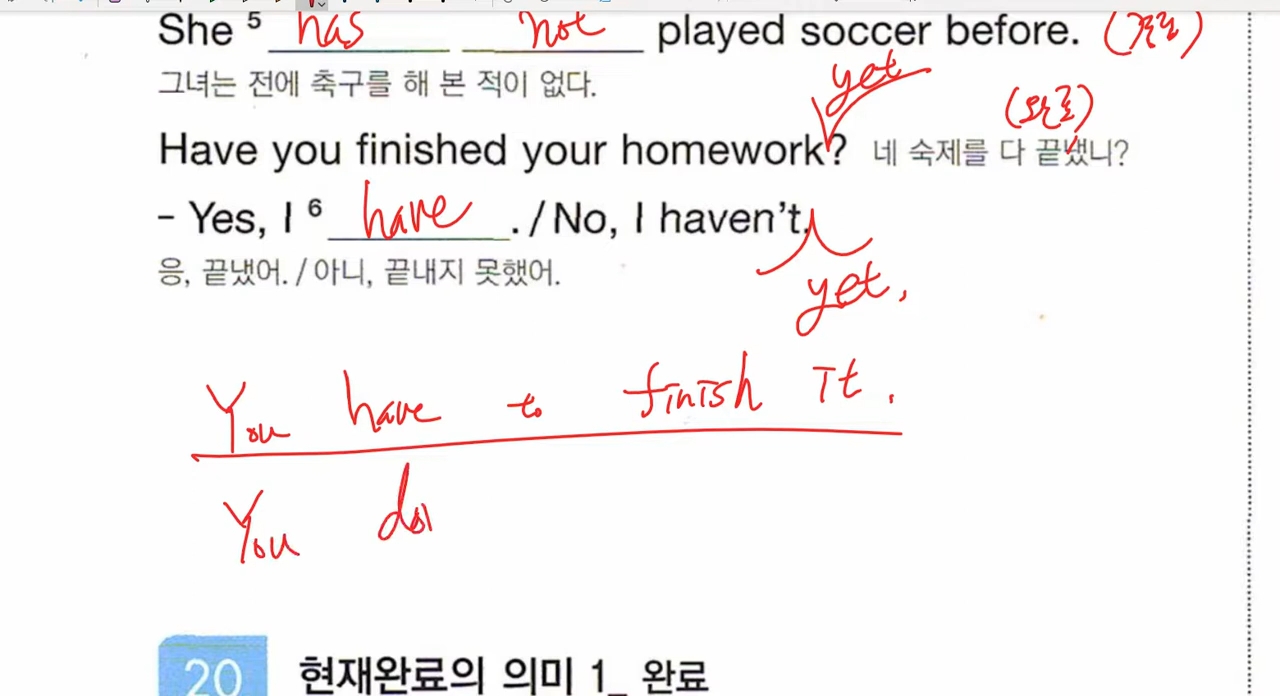 She 5 has not played soccer before. (경험)
그녀는 전에 축구를 해 본 적이 없다.
yet
(완료)
Have you finished your homework? 네 숙제를 다 끝냈니?
- Yes, I 6 have . / No, I haven't.
yet.
응, 끝냈어. / 아니, 끝내지 못했어.
You have to finish it.
You do
20 현재완료의 의미 1_ 완료